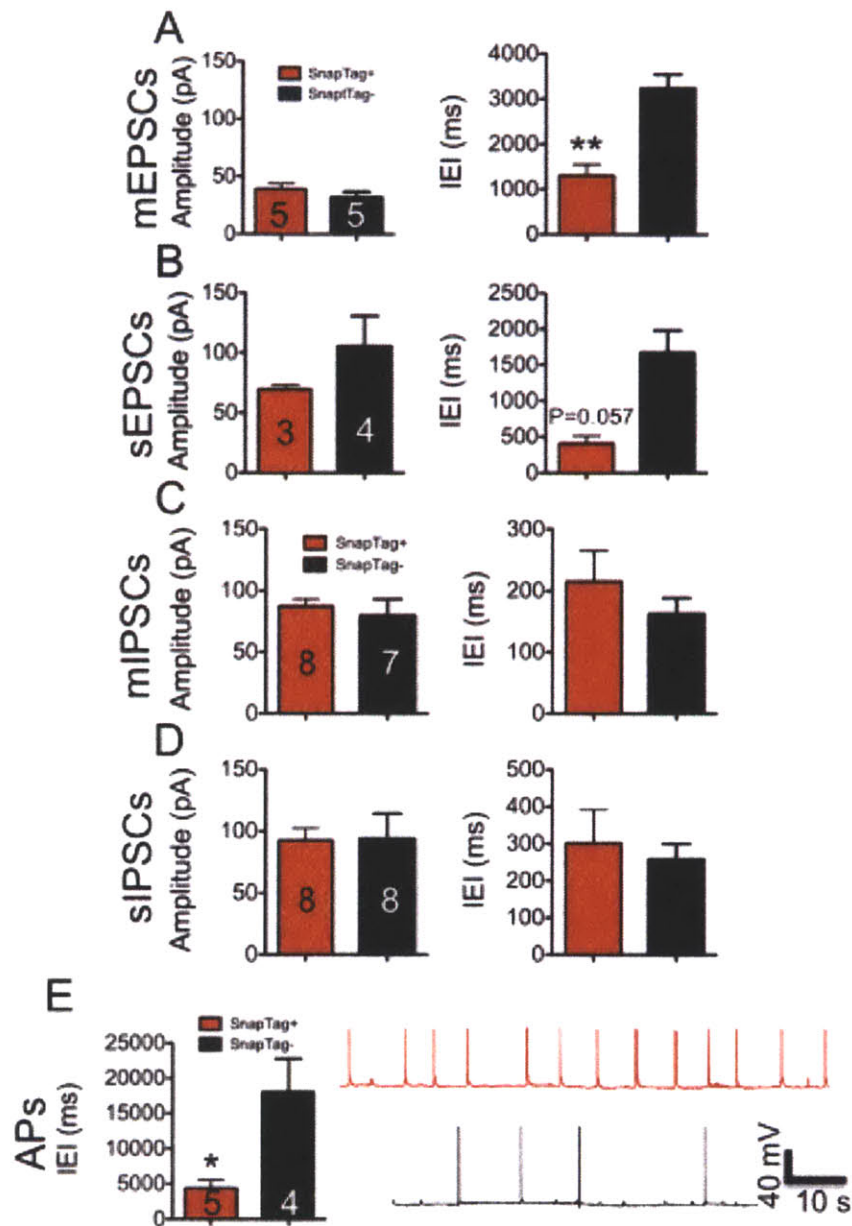 A
mEPSCs
Amplitude (pA)
150
100
50
0
SnapTag+
SnaptTag-
5
5
IEI (ms)
4000
3000
2000
1000
0
**
B
sEPSCs
Amplitude (pA)
150
100
50
0
3
4
IEI (ms)
2500
2000
1500
1000
500
0
P=0.057
C
mIPSCs
Amplitude (pA)
150
100
50
0
SnapTag+
SnapTag-
8
7
IEI (ms)
300
200
100
0
D
sIPSCs
Amplitude (pA)
150
100
50
0
8
8
IEI (ms)
500
400
300
200
100
0
E
APs
IEI (ms)
25000
20000
15000
10000
5000
0
SnapTag+
SnapTag-
*
5
4
40 mV
10 s